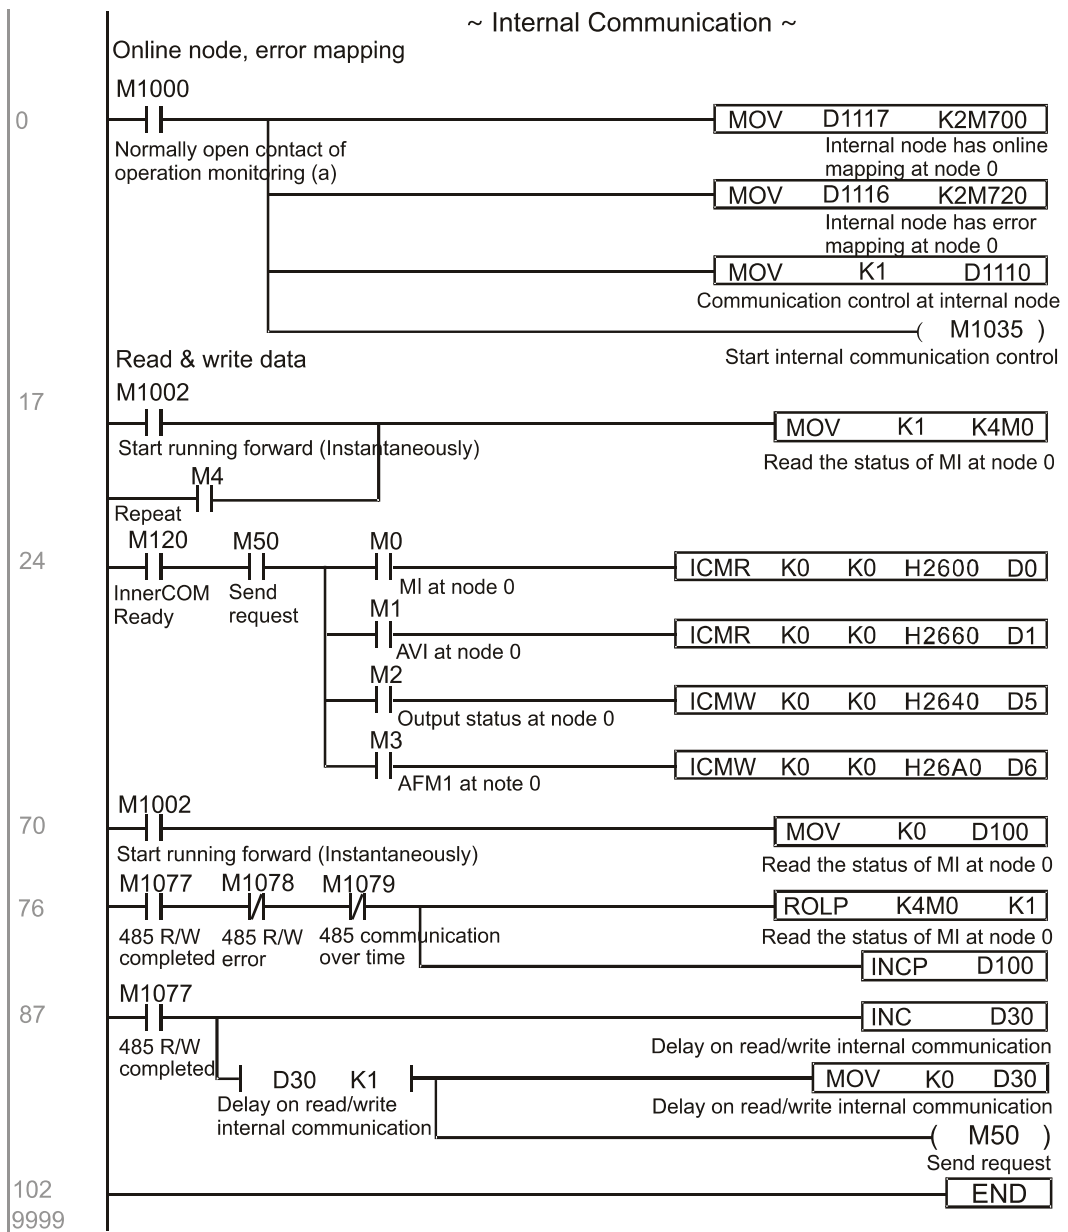 ~ Internal Communication ~
Online node, error mapping
M1000
0
MOV D1117 K2M700
Normally open contact of
operation monitoring (a)
Internal node has online
mapping at node 0
MOV D1116 K2M720
Internal node has error
mapping at node 0
MOV K1 D1110
Communication control at internal node
( M1035 )
Start internal communication control
Read & write data
M1002
17
MOV K1 K4M0
Start running forward (Instantaneously)
Read the status of MI at node 0
M4
Repeat
M120 M50 M0
24
ICMR K0 K0 H2600 D0
InnerCOM
Ready
Send
request
MI at node 0
M1
ICMR K0 K0 H2660 D1
AVI at node 0
M2
ICMW K0 K0 H2640 D5
Output status at node 0
M3
ICMW K0 K0 H26A0 D6
AFM1 at note 0
M1002
70
MOV K0 D100
Start running forward (Instantaneously)
Read the status of MI at node 0
M1077 M1078 M1079
76
ROLP K4M0 K1
485 R/W
completed
485 R/W
error
485 communication
over time
Read the status of MI at node 0
INCP D100
M1077
87
INC D30
485 R/W
completed
Delay on read/write internal communication
D30 K1
MOV K0 D30
Delay on read/write
internal communication
Delay on read/write internal communication
( M50 )
Send request
102
END
9999